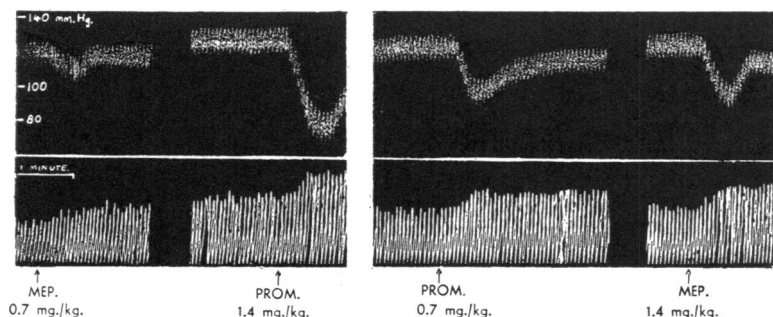 140 mm.Hg.
100
80
1 MINUTE.
MEP.
0.7 mg./kg.
PROM.
1.4 mg./kg.
PROM.
0.7 mg./kg.
MEP.
1.4 mg./kg.